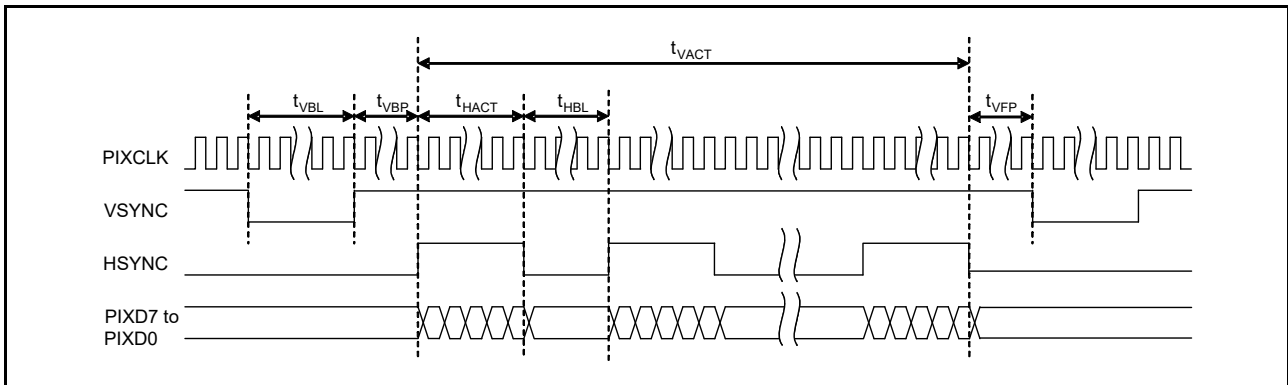 tVACT
tVBL tVBP tHACT tHBL tVFP
PIXCLK
VSYNC
HSYNC
PIXD7 to
PIXD0